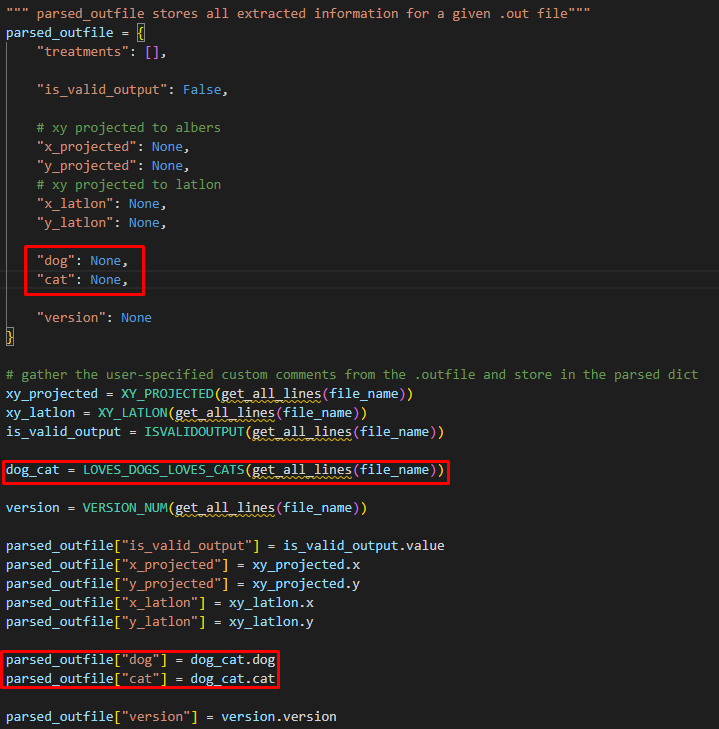 """ parsed_outfile stores all extracted information for a given .out file"""
parsed_outfile = {
    "treatments": [],
    "is_valid_output": False,
    # xy projected to albers
    "x_projected": None,
    "y_projected": None,
    # xy projected to latlon
    "x_latlon": None,
    "y_latlon": None,
    "dog": None,
    "cat": None,
    "version": None
}
# gather the user-specified custom comments from the .outfile and store in the parsed dict
xy_projected = XY_PROJECTED(get_all_lines(file_name))
xy_latlon = XY_LATLON(get_all_lines(file_name))
is_valid_output = ISVALIDOUTPUT(get_all_lines(file_name))
dog_cat = LOVES_DOGS_LOVES_CATS(get_all_lines(file_name))
version = VERSION_NUM(get_all_lines(file_name))
parsed_outfile["is_valid_output"] = is_valid_output.value
parsed_outfile["x_projected"] = xy_projected.x
parsed_outfile["y_projected"] = xy_projected.y
parsed_outfile["x_latlon"] = xy_latlon.x
parsed_outfile["y_latlon"] = xy_latlon.y
parsed_outfile["dog"] = dog_cat.dog
parsed_outfile["cat"] = dog_cat.cat
parsed_outfile["version"] = version.version